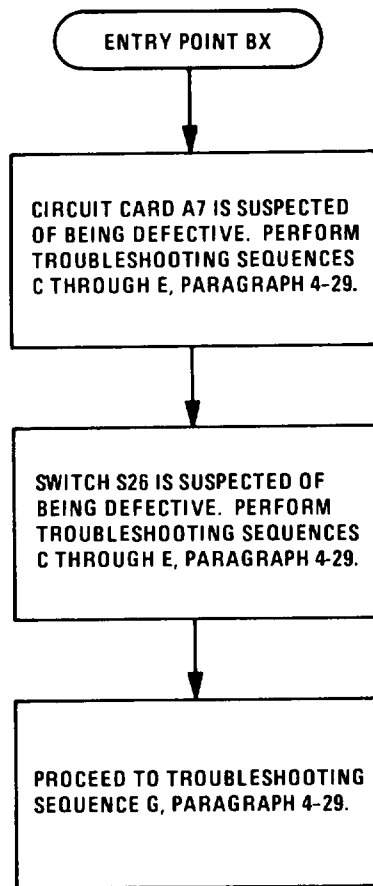 ENTRY POINT BX
CIRCUIT CARD A7 IS SUSPECTED
OF BEING DEFECTIVE. PERFORM
TROUBLESHOOTING SEQUENCES
C THROUGH E, PARAGRAPH 4-29.
SWITCH S26 IS SUSPECTED OF
BEING DEFECTIVE. PERFORM
TROUBLESHOOTING SEQUENCES
C THROUGH E, PARAGRAPH 4-29.
PROCEED TO TROUBLESHOOTING
SEQUENCE G, PARAGRAPH 4-29.